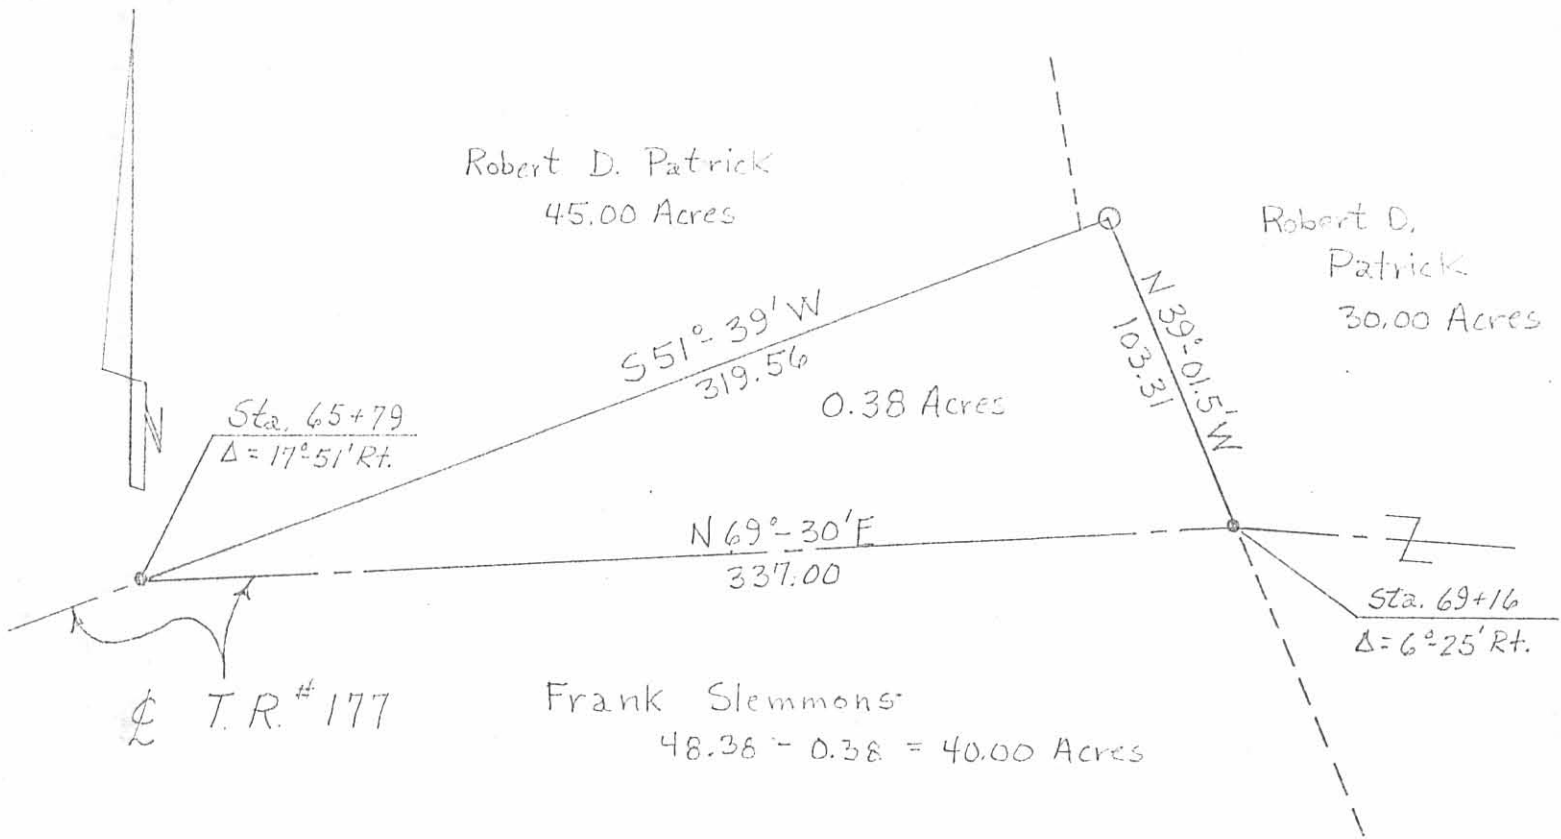 Robert D. Patrick
45.00 Acres
Robert D.
Patrick
30.00 Acres
S 51°-39' W
319.56
N 39°-01.5' W
103.31
0.38 Acres
Sta. 65+79
Δ = 17°-51' Rt.
N
N 69°-30' E
337.00
Sta. 69+16
Δ = 6°-25' Rt.
℄ T.R. # 177
Frank Slemmons
48.38 - 0.38 = 40.00 Acres